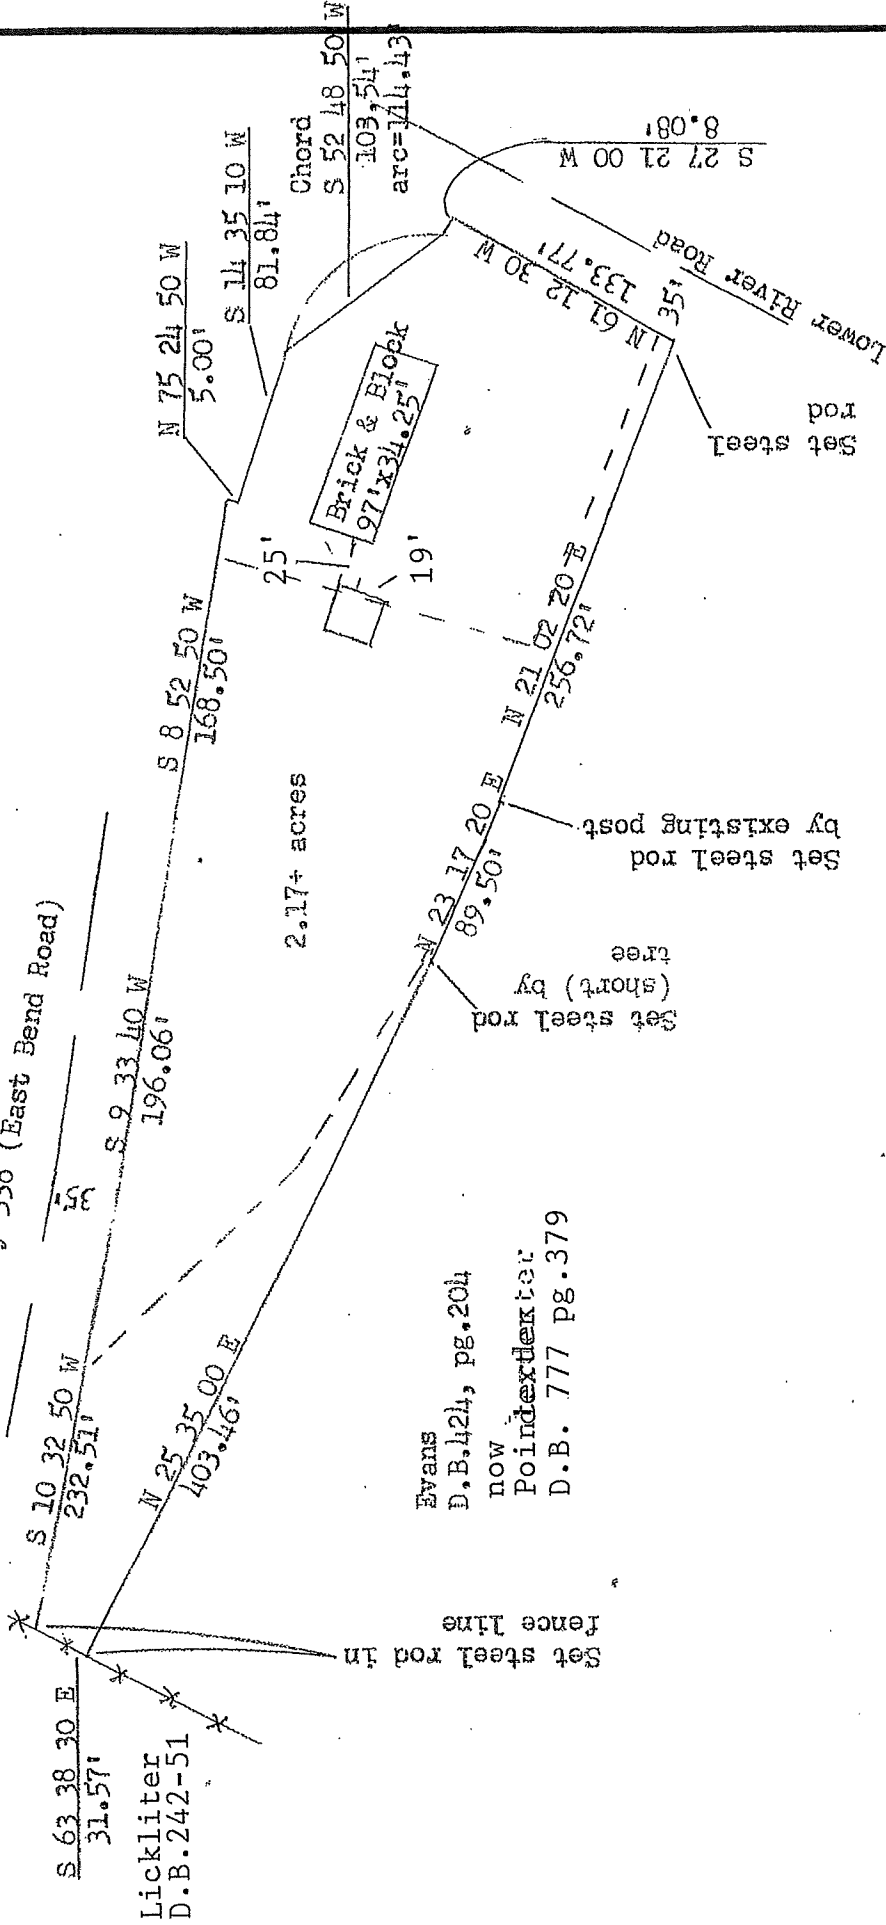 S 63 38 30 E
31.57'
Lickliter
D.B.242-51
S 10 32 50 W
232.51'
(East Bend Road)
35'
S 9 33 40 W
196.06'
S 8 52 50 W
168.50'
N 75 24 50 W
5.00'
S 14 35 10 W
81.84'
Chord
S 52 48 50 W
103.54'
arc=114.43'
S 27 21 00 W
8.08'
Lower River Road
35'
N 61 12 30 W
133.77'
Set steel
rod
Brick & Block
97'x34.25'
25'
19'
2.17+ acres
N 21 02 20 E
256.72'
Set steel rod
by existing post
N 23 17 20 E
89.50'
Set steel rod
(short) by
tree
N 25 35 00 E
403.46'
Set steel rod in
fence line
Evans
D.B.424, pg.204
now
D.B. 777 pg.379